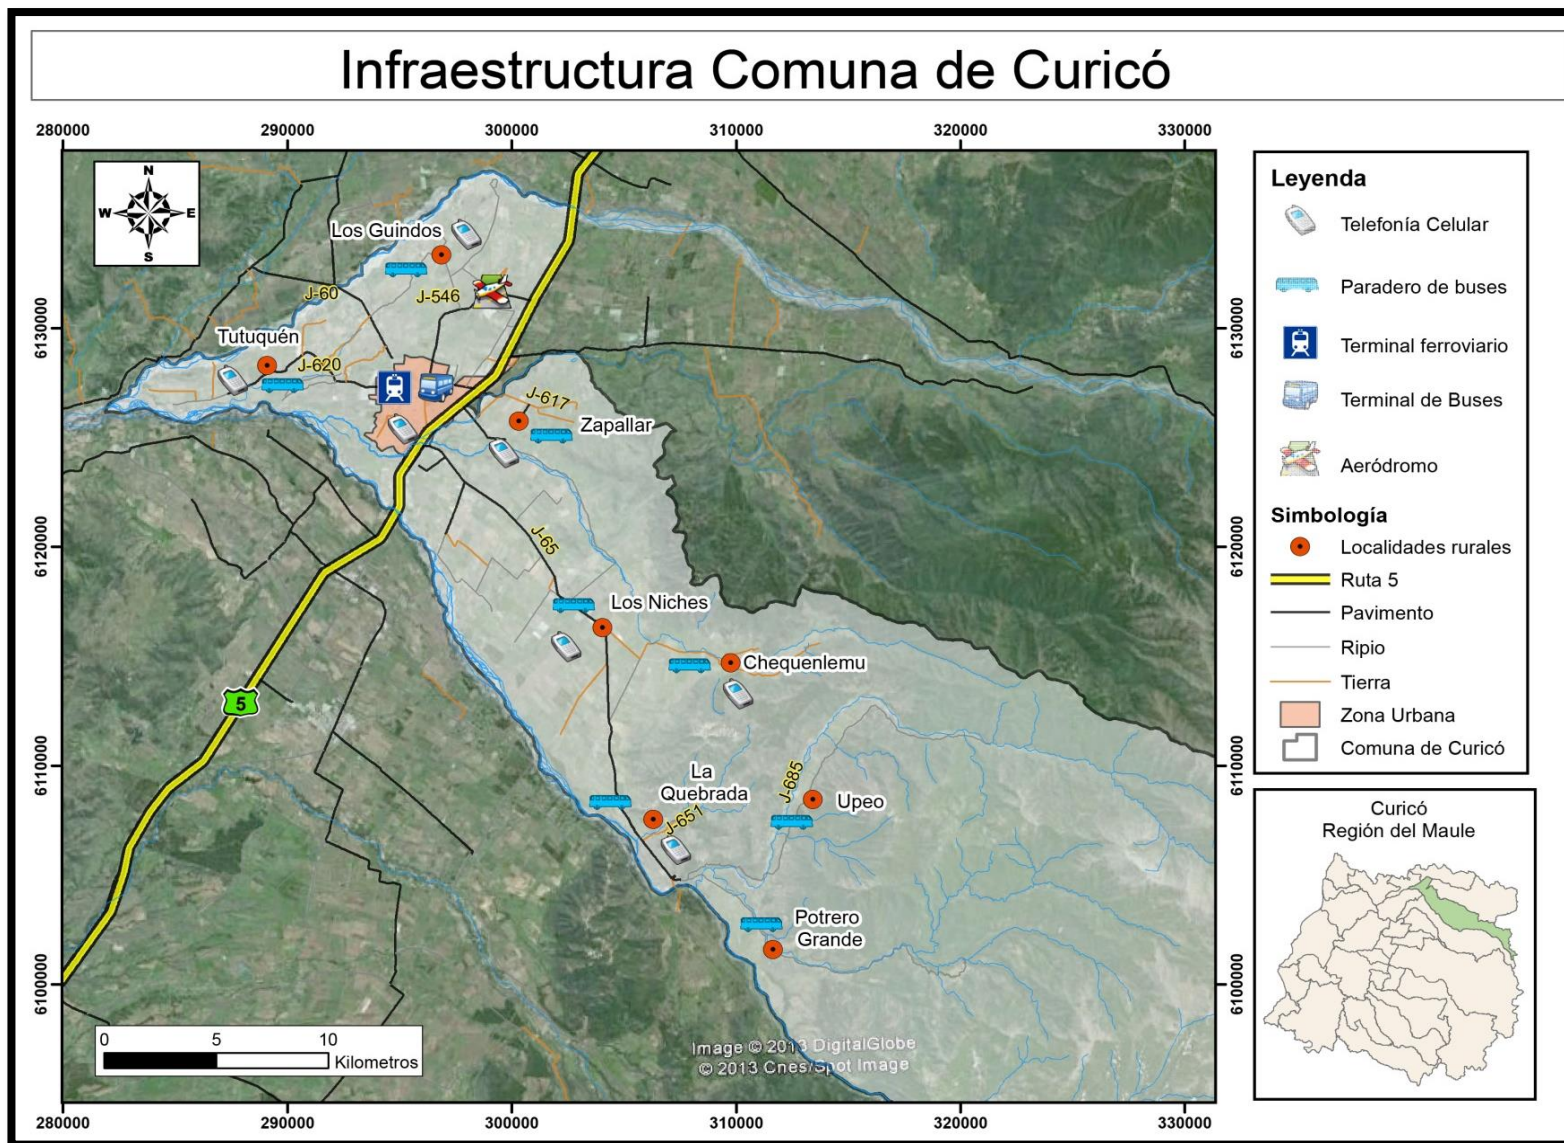 Infraestructura Comuna de Curicó
280000
290000
300000
310000
320000
330000
N
W
E
S
Los Guindos
J-60
J-546
6130000
6130000
Tutuquén
J-620
J-617
Zapallar
J-65
6120000
6120000
Los Niches
Chequenlemu
5
6110000
6110000
La
Quebrada
J-651
J-685
Upeo
Potrero
Grande
6100000
6100000
0
5
10
Kilometros
Image © 2013 DigitalGlobe
© 2013 Cnes/Spot Image
280000
290000
300000
310000
320000
330000
Leyenda
Telefonía Celular
Paradero de buses
Terminal ferroviario
Terminal de Buses
Aeródromo
Simbología
Localidades rurales
Ruta 5
Pavimento
Ripio
Tierra
Zona Urbana
Comuna de Curicó
Curicó
Región del Maule